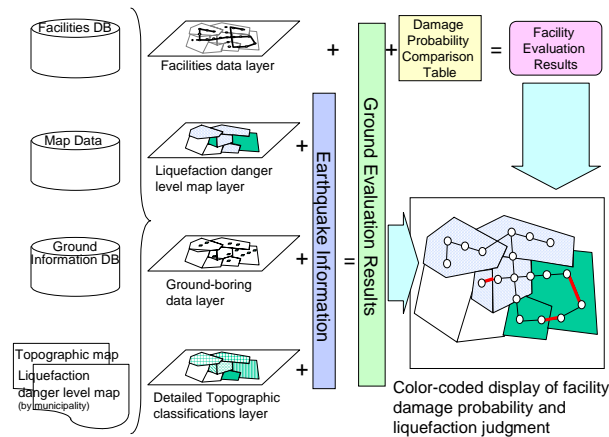 Facilities DB
Facilities data layer
+
+
Damage
Probability
Comparison
Table
=
Facility
Evaluation
Results
Map Data
Liquefaction danger
level map layer
+
Earthquake Information
=
Ground Evaluation Results
Ground
Information DB
Ground-boring
data layer
+
Topographic map
Liquefaction
danger level map
(by municipality)
Detailed Topographic
classifications layer
+
Color-coded display of facility
damage probability and
liquefaction judgment